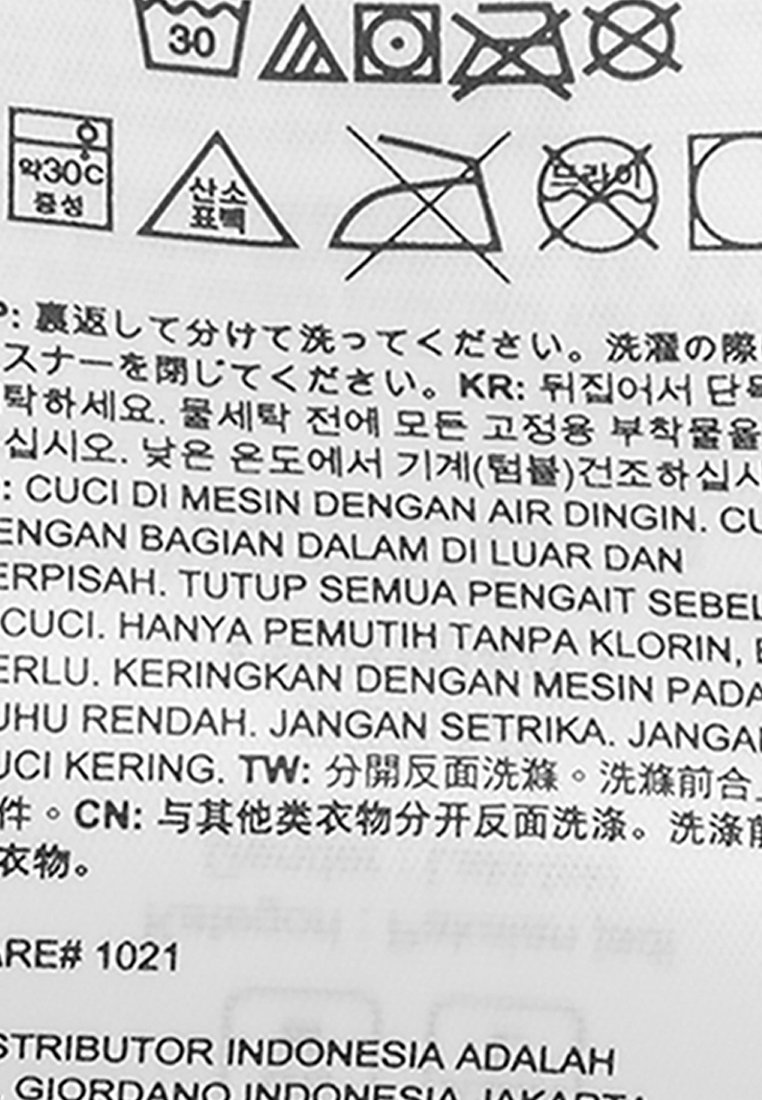 30
약30℃
중성
산소
표백
드라이
P: 裏返して分けて洗ってください。洗濯の際
スナーを閉じてください。KR: 뒤집어서 단독
탁하세요. 물세탁 전에 모든 고정용 부착물을
십시오. 낮은 온도에서 기계(텀블)건조하십시
: CUCI DI MESIN DENGAN AIR DINGIN. CU
ENGAN BAGIAN DALAM DI LUAR DAN
ERPISAH. TUTUP SEMUA PENGAIT SEBEL
CUCI. HANYA PEMUTIH TANPA KLORIN,
ERLU. KERINGKAN DENGAN MESIN PADA
UHU RENDAH. JANGAN SETRIKA. JANGAN
UCI KERING. TW: 分開反面洗滌。洗滌前合
件。CN: 与其他类衣物分开反面洗涤。洗涤前
衣物。
ARE# 1021
STRIBUTOR INDONESIA ADALAH
GIORDANO INDONESIA JAKARTA